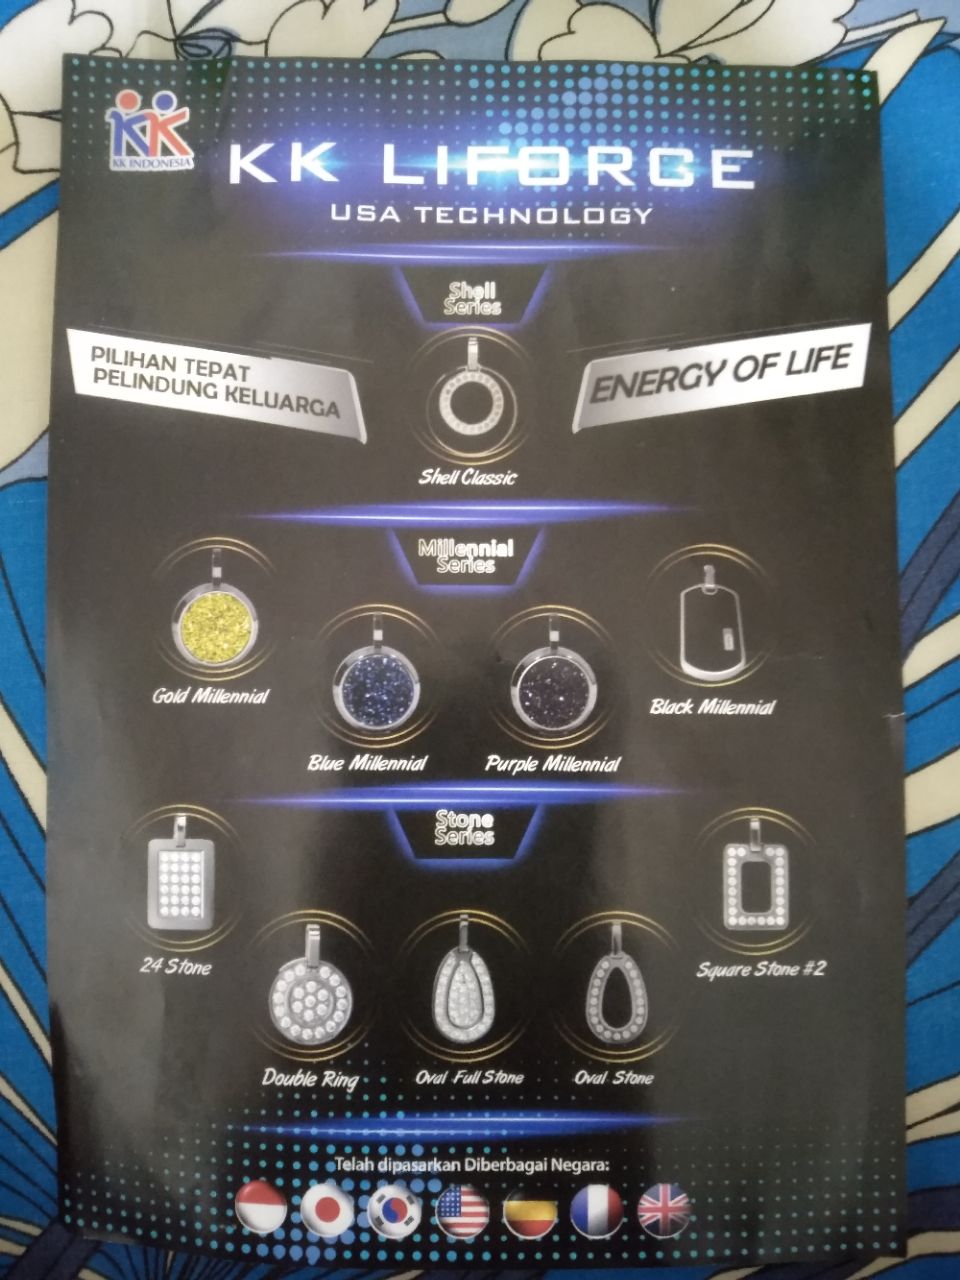 KK INDONESIA
KK LIFORCE
USA TECHNOLOGY
Shell
Series
PILIHAN TEPAT
PELINDUNG KELUARGA
ENERGY OF LIFE
Shell Classic
Millennial
Series
Gold Millennial
Blue Millennial
Purple Millennial
Black Millennial
Stone
Series
24 Stone
Double Ring
Oval Full Stone
Oval Stone
Square Stone #2
Telah dipasarkan Diberbagai Negara: